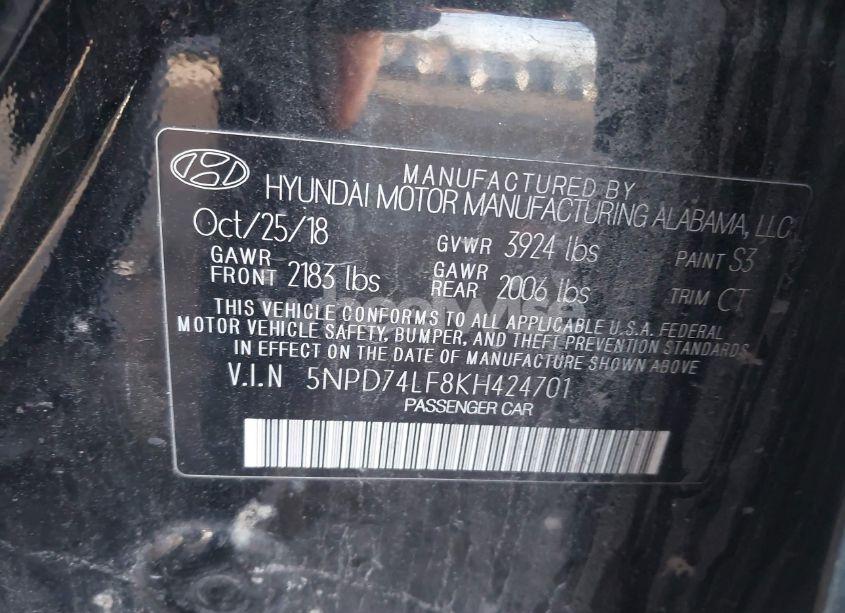 MANUFACTURED BY
HYUNDAI MOTOR MANUFACTURING ALABAMA, LLC
Oct/25/18 GVWR 3924 lbs PAINT S3
GAWR FRONT 2183 lbs GAWR REAR 2006 lbs TRIM CT
THIS VEHICLE CONFORMS TO ALL APPLICABLE U.S.A. FEDERAL
MOTOR VEHICLE SAFETY, BUMPER, AND THEFT PREVENTION STANDARDS
IN EFFECT ON THE DATE OF MANUFACTURE SHOWN ABOVE
V.I.N 5NPD74LF8KH424701
PASSENGER CAR